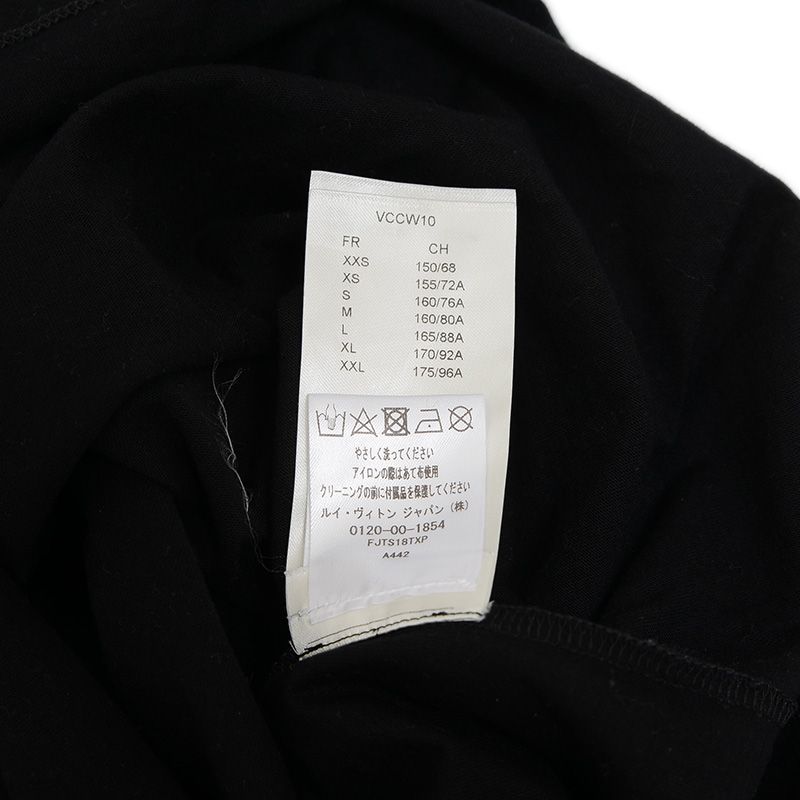 VCCW10
FR CH
XXS 150/68
XS 155/72A
S 160/76A
M 160/80A
L 165/88A
XL 170/92A
XXL 175/96A
やさしく洗ってください
アイロンの際はあて布使用
クリーニングの前に付属品を保護してください
ルイ・ヴィトン ジャパン (株)
0120-00-1854
FJTS18TXP
A442